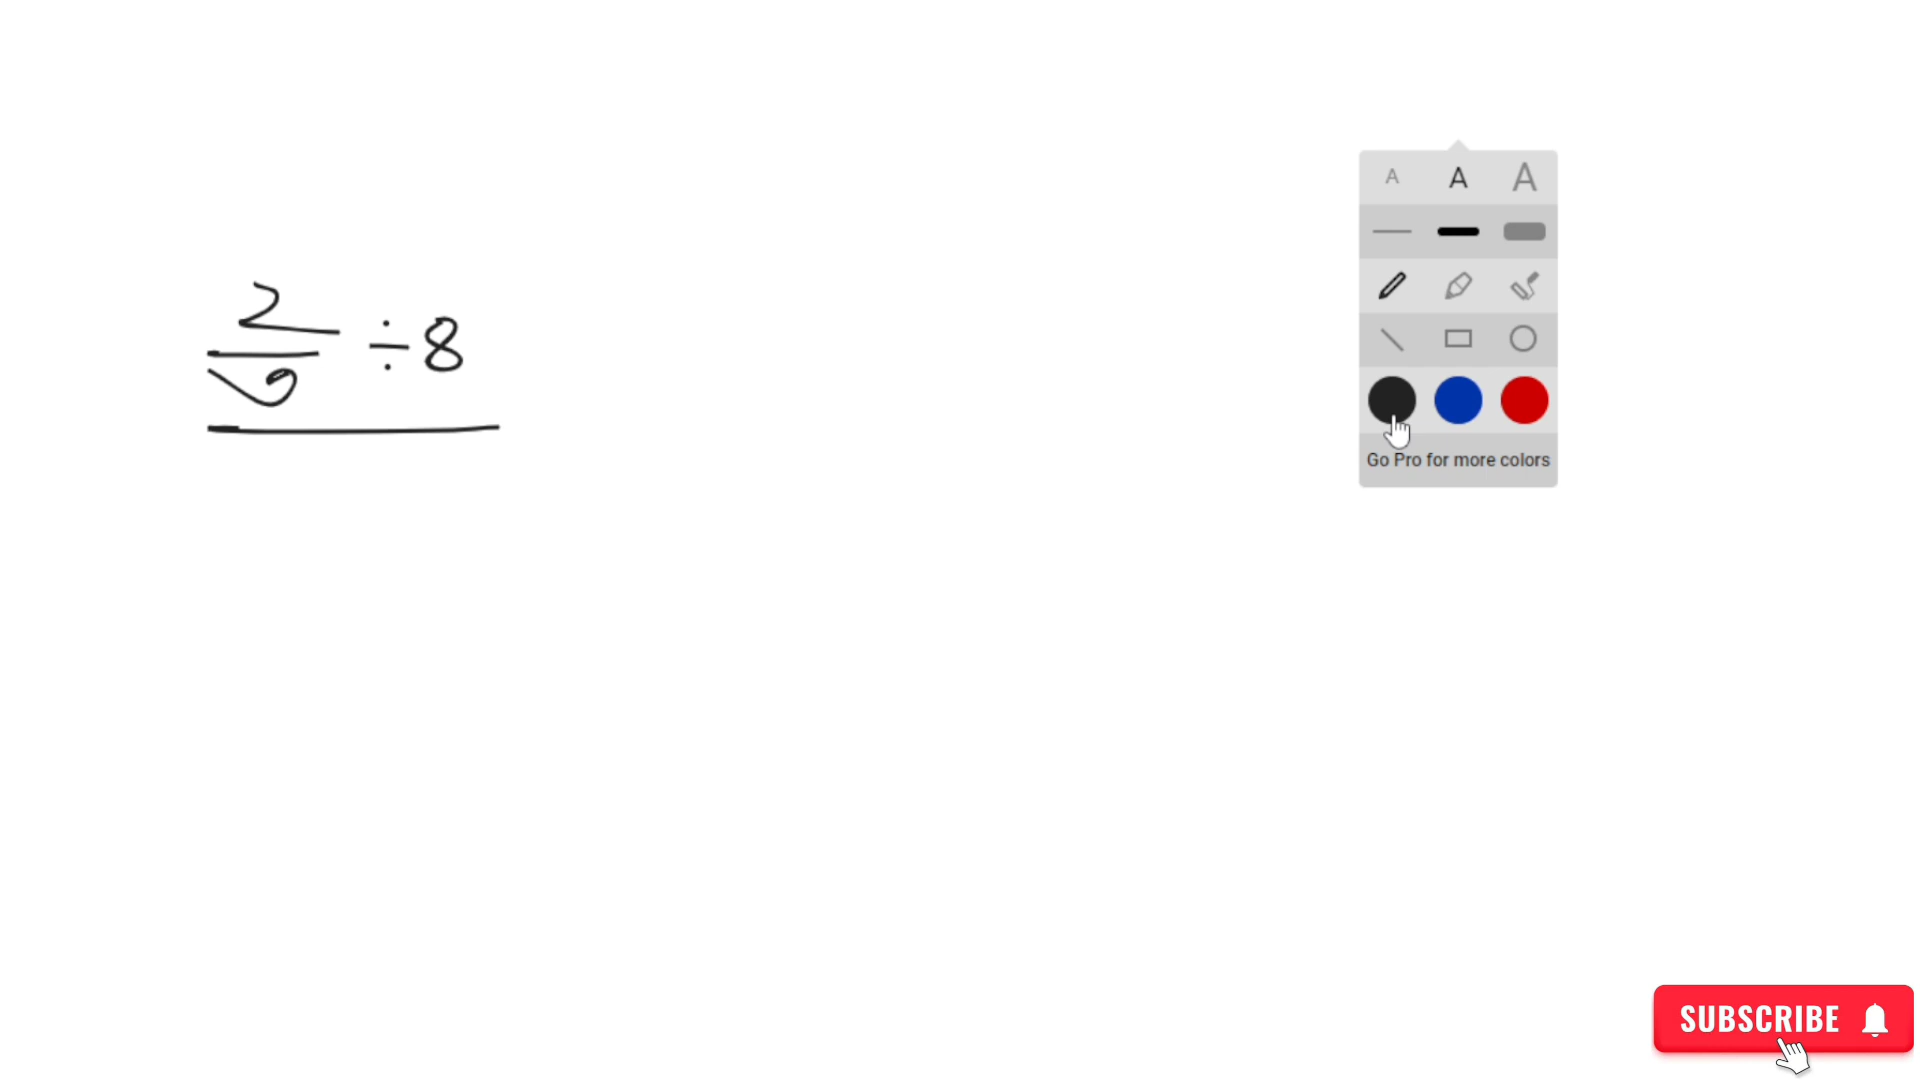 2
— ÷ 8
9
A A A
Go Pro for more colors
SUBSCRIBE